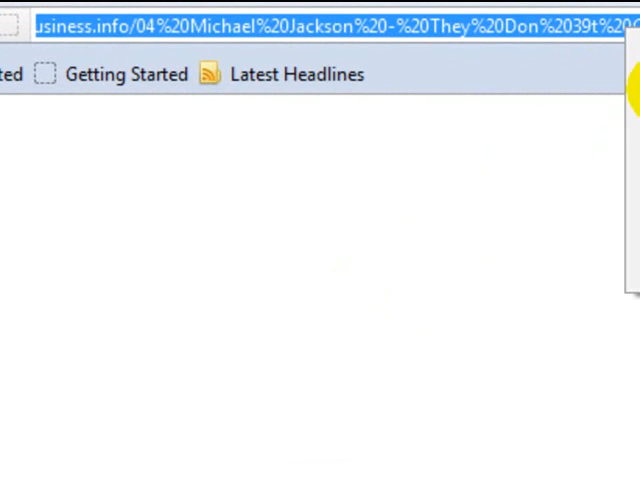 usiness.info/04%20Michael%20Jackson%20-%20They%20Don%2039t%20
ted Getting Started Latest Headlines